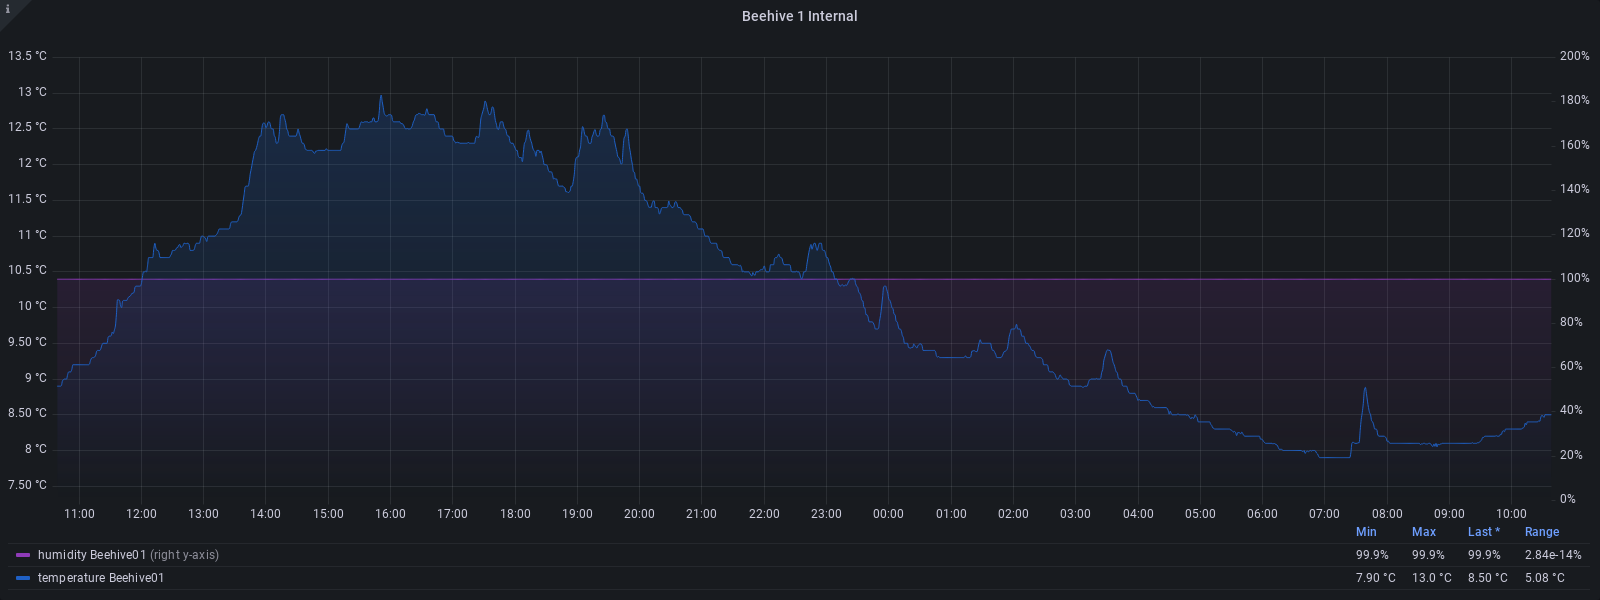 i
Beehive 1 Internal
13.5 °C 200%
13 °C 180%
12.5 °C 160%
12 °C 140%
11.5 °C 120%
11 °C 100%
10.5 °C 80%
10 °C 60%
9.50 °C 40%
9 °C 20%
8.50 °C 0%
8 °C
7.50 °C
11:00 12:00 13:00 14:00 15:00 16:00 17:00 18:00 19:00 20:00 21:00 22:00 23:00 00:00 01:00 02:00 03:00 04:00 05:00 06:00 07:00 08:00 09:00 10:00
Min Max Last * Range
humidity Beehive01 (right y-axis) 99.9% 99.9% 99.9% 2.84e-14%
temperature Beehive01 7.90 °C 13.0 °C 8.50 °C 5.08 °C